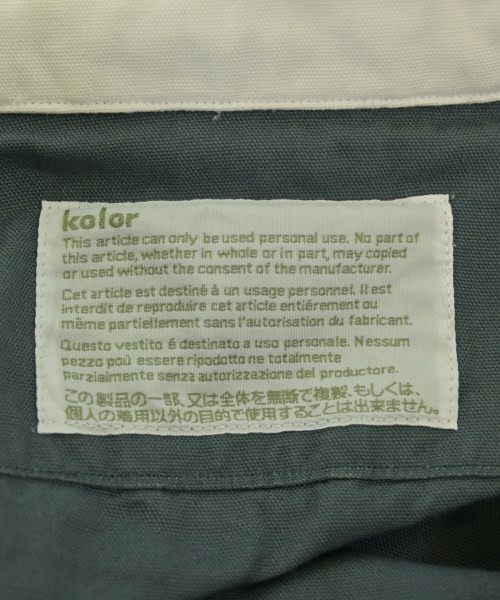 kolor
This article can only be used personal use. No part of
this article, whether in whole or in part, may copied
or used without the consent of the manufacturer.
Cet article est destiné à un usage personnel. Il est
interdit de reproduire cet article entiérement ou
même partiellement sans l'autorisation du fabricant.
Questo vestito é destinato a uso personale. Nessum
pezzo poù essere ripodotto ne totalmente
parzialmente senza autorizzazione del productore.
この製品の一部、又は全体を無断で複製、もしくは、
個人の着用以外の目的で使用することは出来ません。